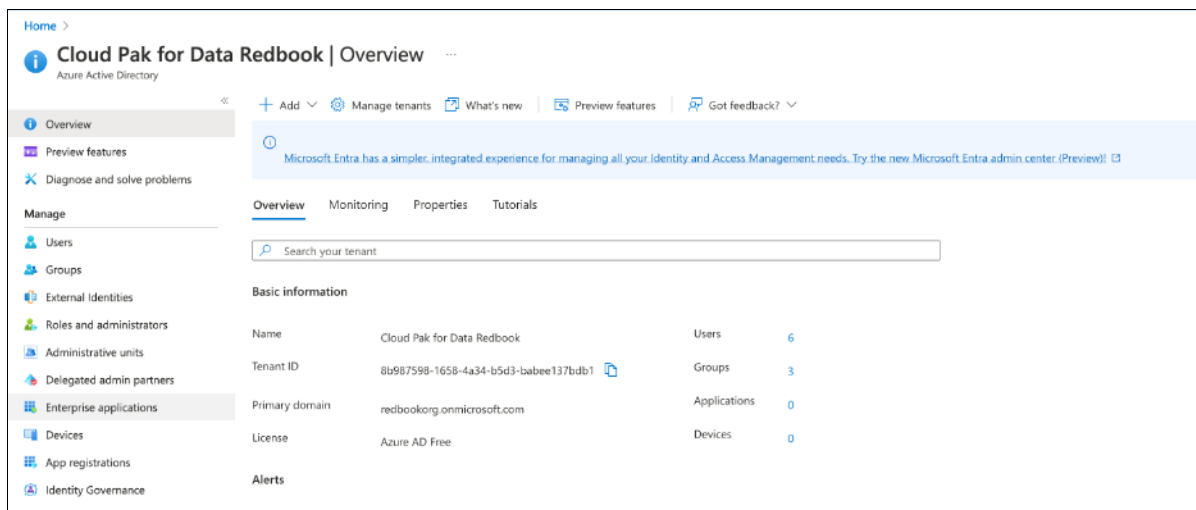 Home >
Cloud Pak for Data Redbook | Overview ...
Azure Active Directory
«
Add
Manage tenants
What's new
Preview features
Got feedback?
Overview
Preview features
Diagnose and solve problems
Manage
Users
Groups
External Identities
Roles and administrators
Administrative units
Delegated admin partners
Enterprise applications
Devices
App registrations
Identity Governance
Microsoft Entra has a simpler, integrated experience for managing all your Identity and Access Management needs. Try the new Microsoft Entra admin center (Preview)!
Overview Monitoring Properties Tutorials
Search your tenant
Basic information
Name Cloud Pak for Data Redbook Users 6
Tenant ID 8b987598-1658-4a34-b5d3-babee137bdb1 Groups 3
Primary domain redbookorg.onmicrosoft.com Applications 0
License Azure AD Free Devices 0
Alerts